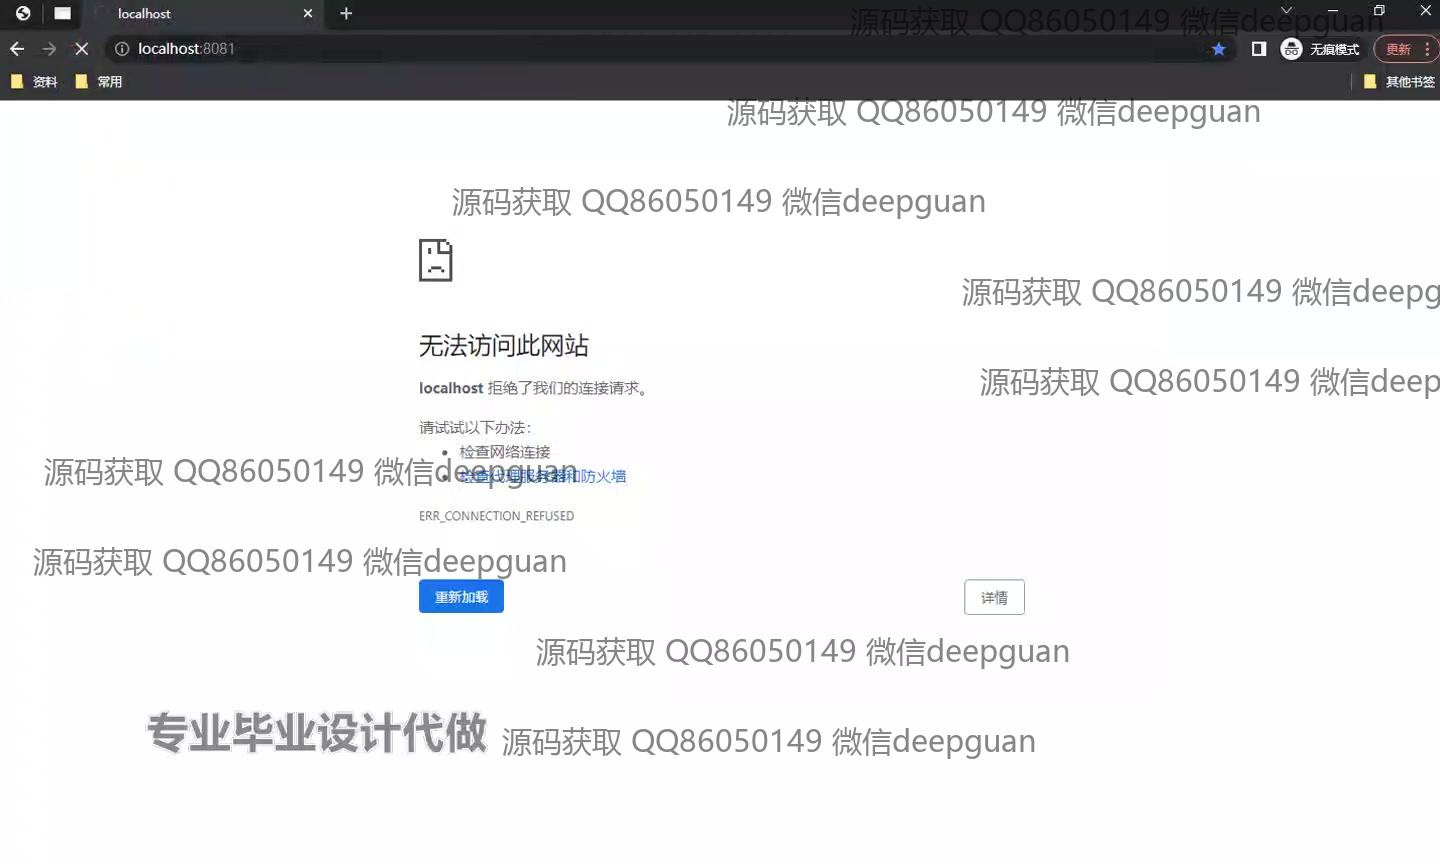 localhost
源码获取 QQ86050149 微信deepguan
localhost:8081
无痕模式
更新
资料
常用
其他书签
源码获取 QQ86050149 微信deepguan
源码获取 QQ86050149 微信deepguan
源码获取 QQ86050149 微信deepg
无法访问此网站
localhost 拒绝了我们的连接请求。
源码获取 QQ86050149 微信deep
请试试以下办法：
• 检查网络连接
源码获取 QQ86050149 微信deepguan
• 检查代理服务器和防火墙
ERR_CONNECTION_REFUSED
源码获取 QQ86050149 微信deepguan
重新加载
详情
源码获取 QQ86050149 微信deepguan
专业毕业设计代做
源码获取 QQ86050149 微信deepguan